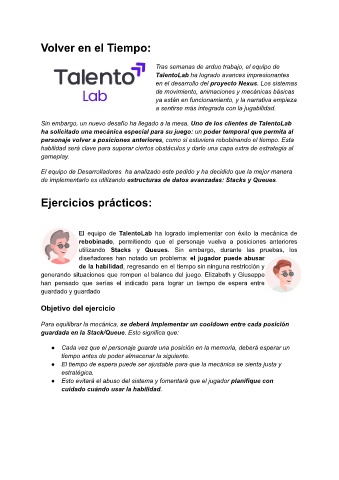 Volver en el Tiempo:
Talento
Lab
Tras semanas de arduo trabajo, el equipo de
TalentoLab ha logrado avances impresionantes
en el desarrollo del proyecto Nexus. Los sistemas
de movimiento, animaciones y mecánicas básicas
ya están en funcionamiento, y la narrativa empieza
a sentirse más integrada con la jugabilidad.
Sin embargo, un nuevo desafío ha llegado a la mesa. Uno de los clientes de TalentoLab
ha solicitado una mecánica especial para su juego: un poder temporal que permita al
personaje volver a posiciones anteriores, como si estuviera rebobinando el tiempo. Esta
habilidad será clave para superar ciertos obstáculos y darle una capa extra de estrategia al
gameplay.
El equipo de Desarrolladores ha analizado este pedido y ha decidido que la mejor manera
de implementarlo es utilizando estructuras de datos avanzadas: Stacks y Queues.
Ejercicios prácticos:
El equipo de TalentoLab ha logrado implementar con éxito la mecánica de
rebobinado, permitiendo que el personaje vuelva a posiciones anteriores
utilizando Stacks y Queues. Sin embargo, durante las pruebas, los
diseñadores han notado un problema: el jugador puede abusar
de la habilidad, regresando en el tiempo sin ninguna restricción y
generando situaciones que rompen el balance del juego. Elizabeth y Giuseppe
han pensado que serías el indicado para lograr un tiempo de espera entre
guardado y guardado
Objetivo del ejercicio
Para equilibrar la mecánica, se deberá implementar un cooldown entre cada posición
guardada en la Stack/Queue. Esto significa que:
● Cada vez que el personaje guarde una posición en la memoria, deberá esperar un
tiempo antes de poder almacenar la siguiente.
● El tiempo de espera puede ser ajustable para que la mecánica se sienta justa y
estratégica.
● Esto evitará el abuso del sistema y fomentará que el jugador planifique con
cuidado cuándo usar la habilidad.